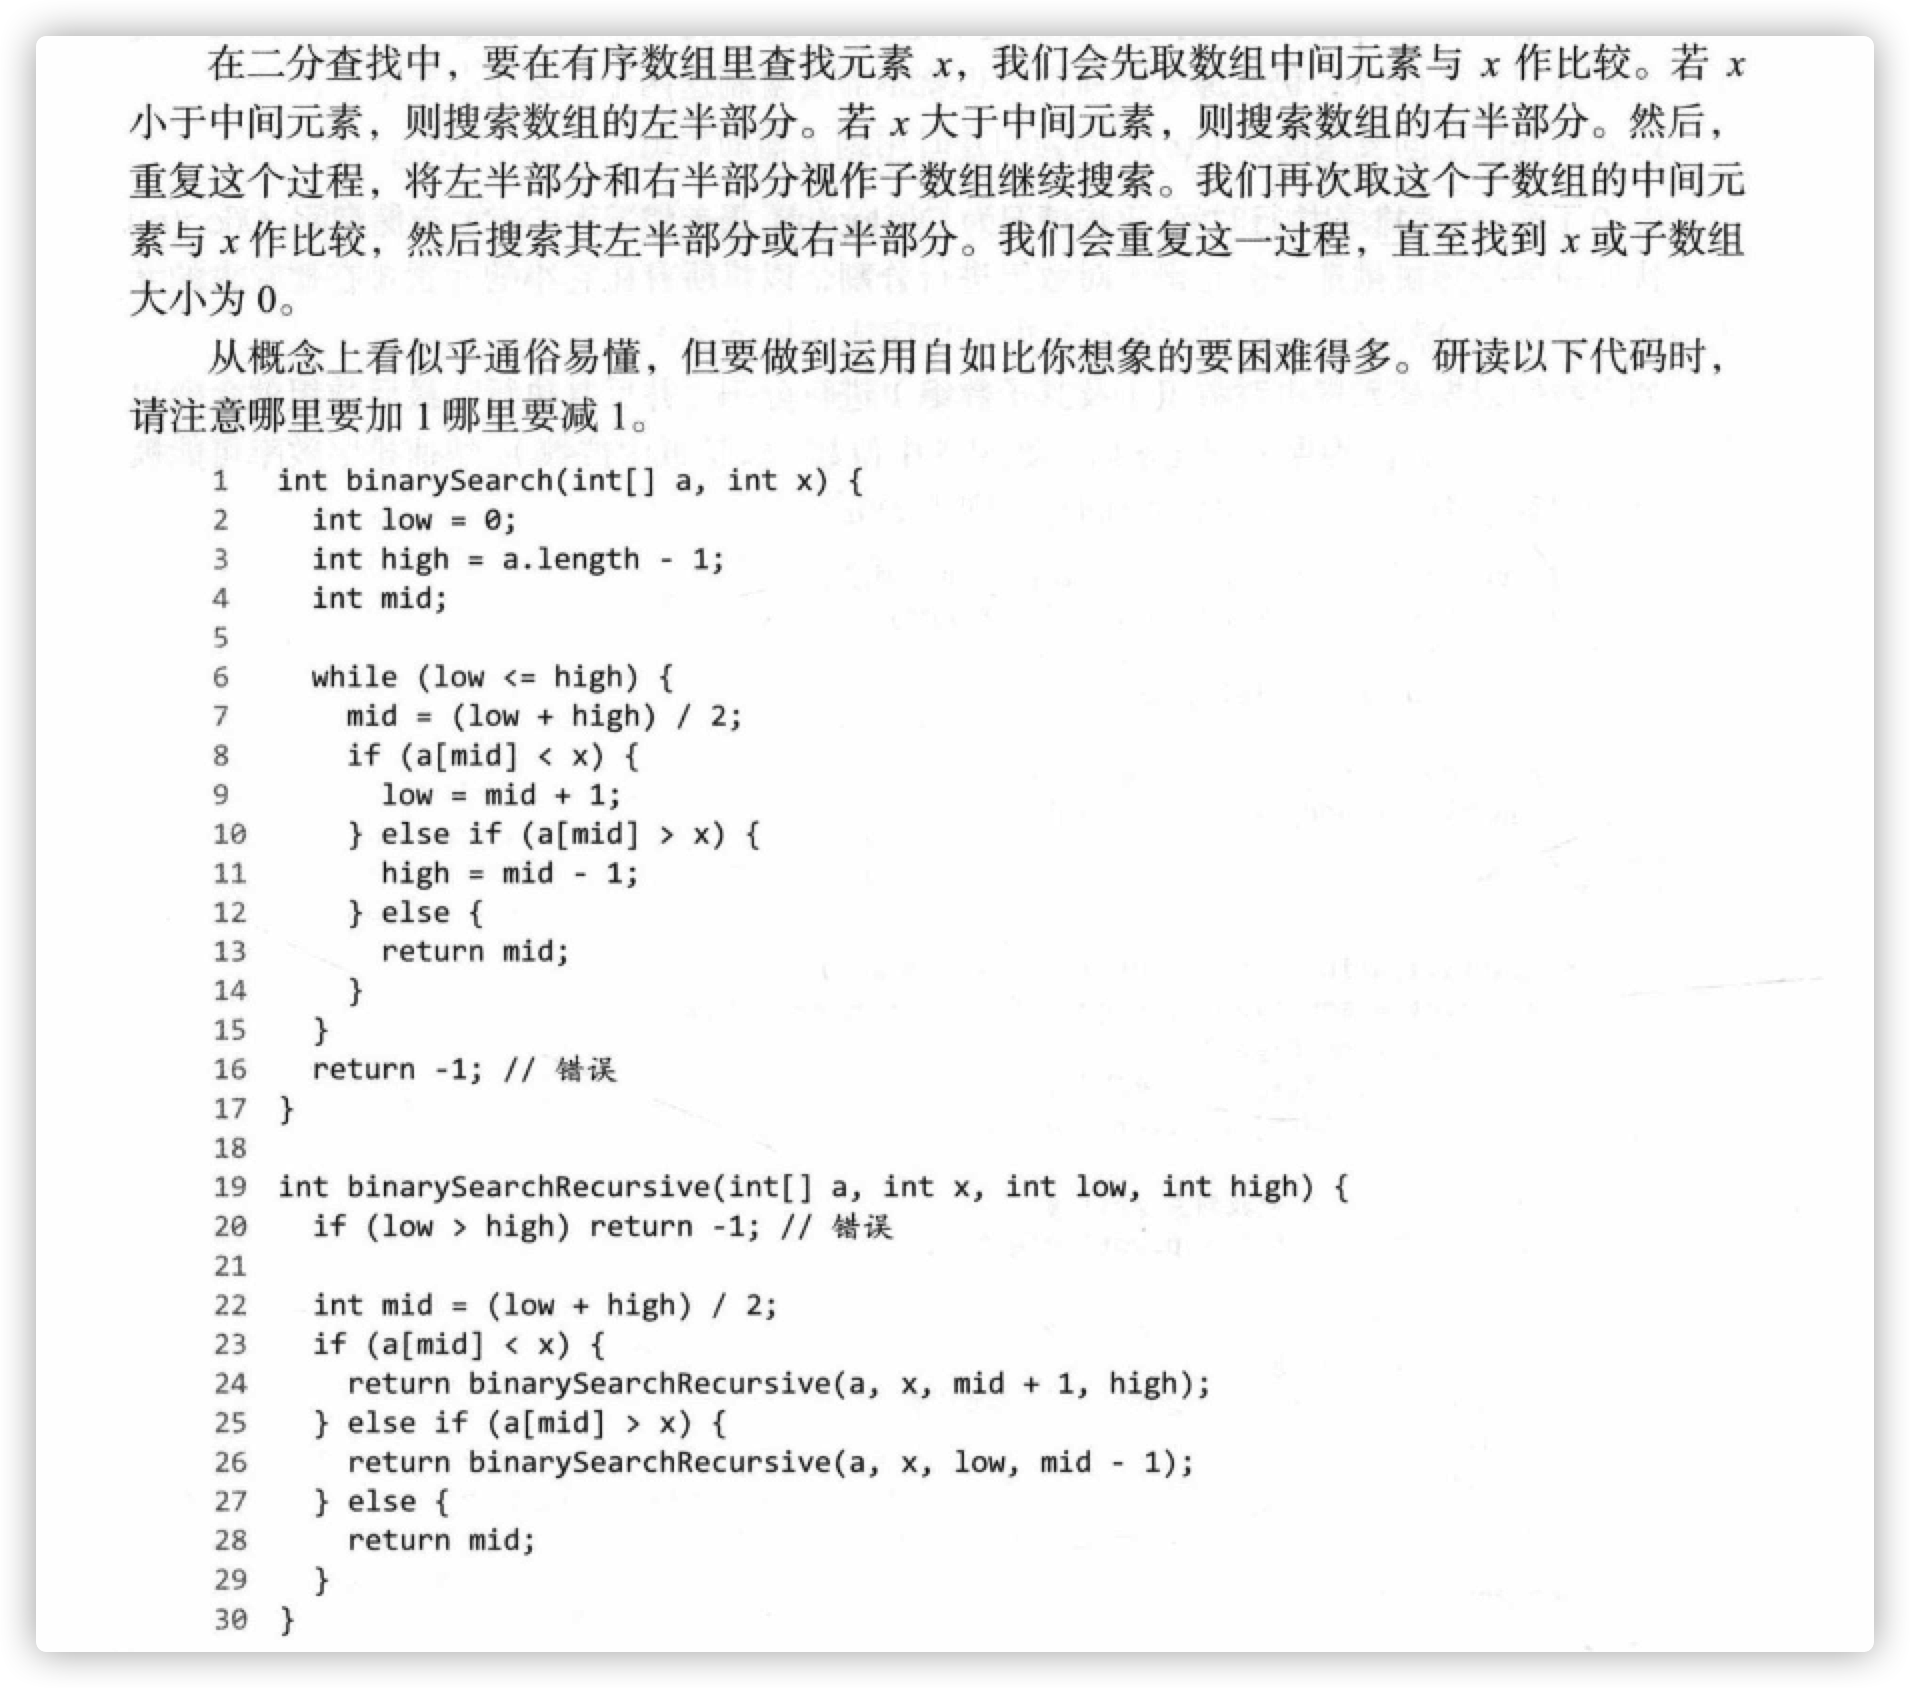 在二分查找中，要在有序数组里查找元素 x，我们会先取数组中间元素与 x 作比较。若 x
小于中间元素，则搜索数组的左半部分。若 x 大于中间元素，则搜索数组的右半部分。然后，
重复这个过程，将左半部分和右半部分视作子数组继续搜索。我们再次取这个子数组的中间元
素与 x 作比较，然后搜索其左半部分或右半部分。我们会重复这一过程，直至找到 x 或子数组
大小为 0。
从概念上看似乎通俗易懂，但要做到运用自如比你想象的要困难得多。研读以下代码时，
请注意哪里要加 1 哪里要减 1。
1 int binarySearch(int[] a, int x) {
2   int low = 0;
3   int high = a.length - 1;
4   int mid;
5
6   while (low <= high) {
7     mid = (low + high) / 2;
8     if (a[mid] < x) {
9       low = mid + 1;
10     } else if (a[mid] > x) {
11       high = mid - 1;
12     } else {
13       return mid;
14     }
15   }
16   return -1; // 错误
17 }
18
19 int binarySearchRecursive(int[] a, int x, int low, int high) {
20   if (low > high) return -1; // 错误
21
22   int mid = (low + high) / 2;
23   if (a[mid] < x) {
24     return binarySearchRecursive(a, x, mid + 1, high);
25   } else if (a[mid] > x) {
26     return binarySearchRecursive(a, x, low, mid - 1);
27   } else {
28     return mid;
29   }
30 }